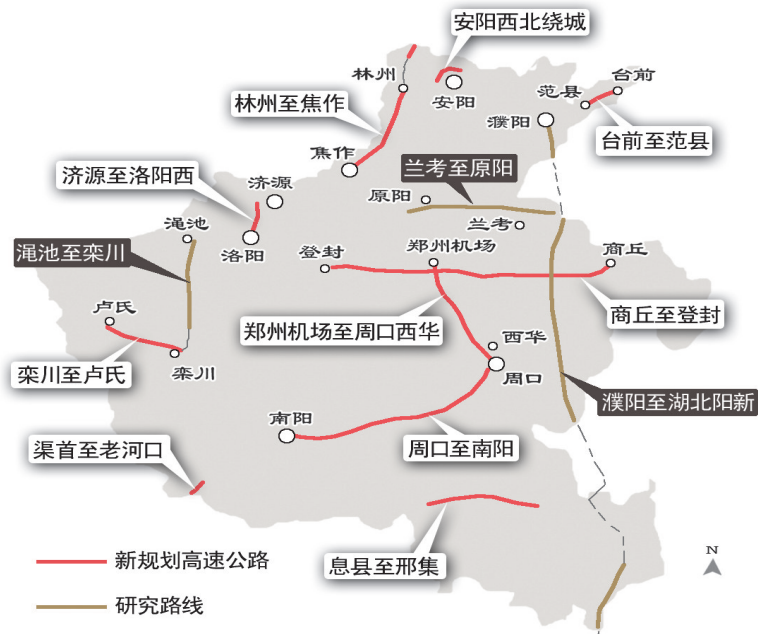 安阳西北绕城
林州
安阳
台前
范县
林州至焦作
濮阳
台前至范县
焦作
兰考至原阳
济源至洛阳西
济源
原阳
渑池
兰考
洛阳
渑池至栾川
登封
郑州机场
商丘
卢氏
郑州机场至周口西华
商丘至登封
西华
栾川至卢氏
栾川
周口
濮阳至湖北阳新
南阳
渠首至老河口
周口至南阳
息县至邢集
新规划高速公路
研究路线
N